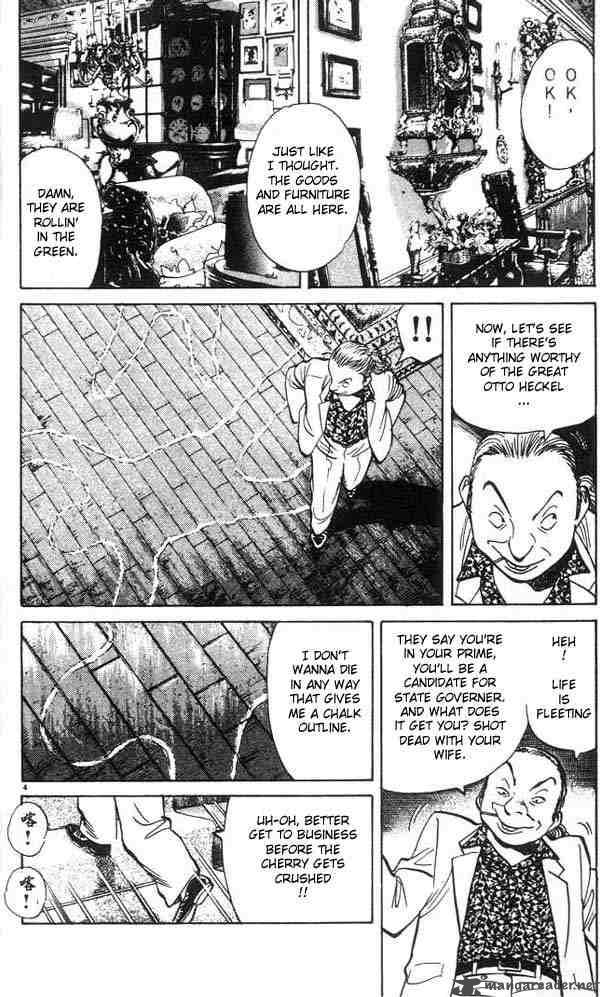 OK,
OK!
JUST LIKE
I THOUGHT.
THE GOODS
AND FURNITURE
ARE ALL HERE.
DAMN,
THEY ARE
ROLLIN'
IN THE
GREEN.
NOW, LET'S SEE
IF THERE'S
ANYTHING WORTHY
OF THE GREAT
OTTO HECKEL
...
!!
HEH
!
LIFE
IS
FLEETING
THEY SAY YOU'RE
IN YOUR PRIME,
YOU'LL BE A
CANDIDATE FOR
STATE GOVERNER.
AND WHAT DOES
IT GET YOU? SHOT
DEAD WITH YOUR
WIFE.
I DON'T
WANNA DIE
IN ANY WAY
THAT GIVES
ME A CHALK
OUTLINE.
4
UH-OH, BETTER
GET TO BUSINESS
BEFORE THE
CHERRY GETS
CRUSHED
!!
喀!
喀!
mangareader.net